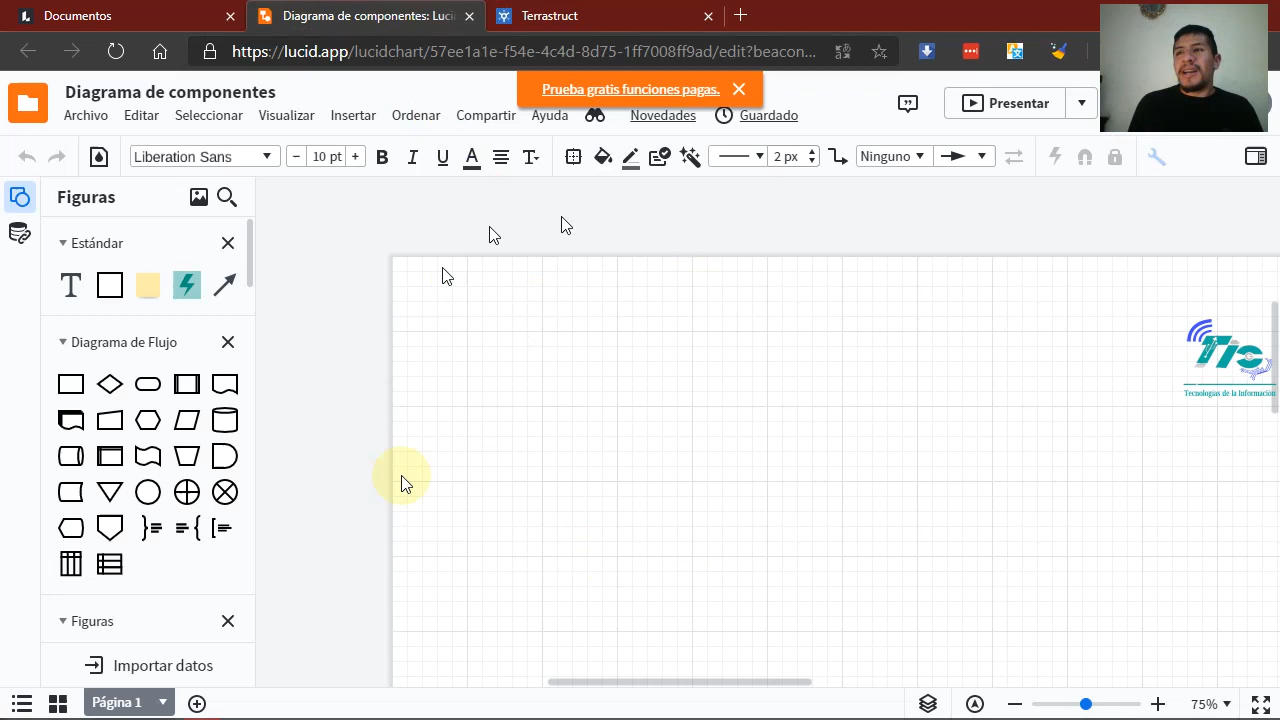 Documentos
Diagrama de componentes: Luci
Terrastruct
https://lucid.app/lucidchart/57ee1a1e-f54e-4c4d-8d75-1ff7008ff9ad/edit?beacon...
Diagrama de componentes
Prueba gratis funciones pagas.
Archivo Editar Seleccionar Visualizar Insertar Ordenar Compartir Ayuda Novedades Guardado
Presentar
Liberation Sans
10 pt
2 px
Ninguno
Figuras
Estándar
Diagrama de Flujo
Figuras
Importar datos
TIC
Tecnologías de la Información
Página 1
75%